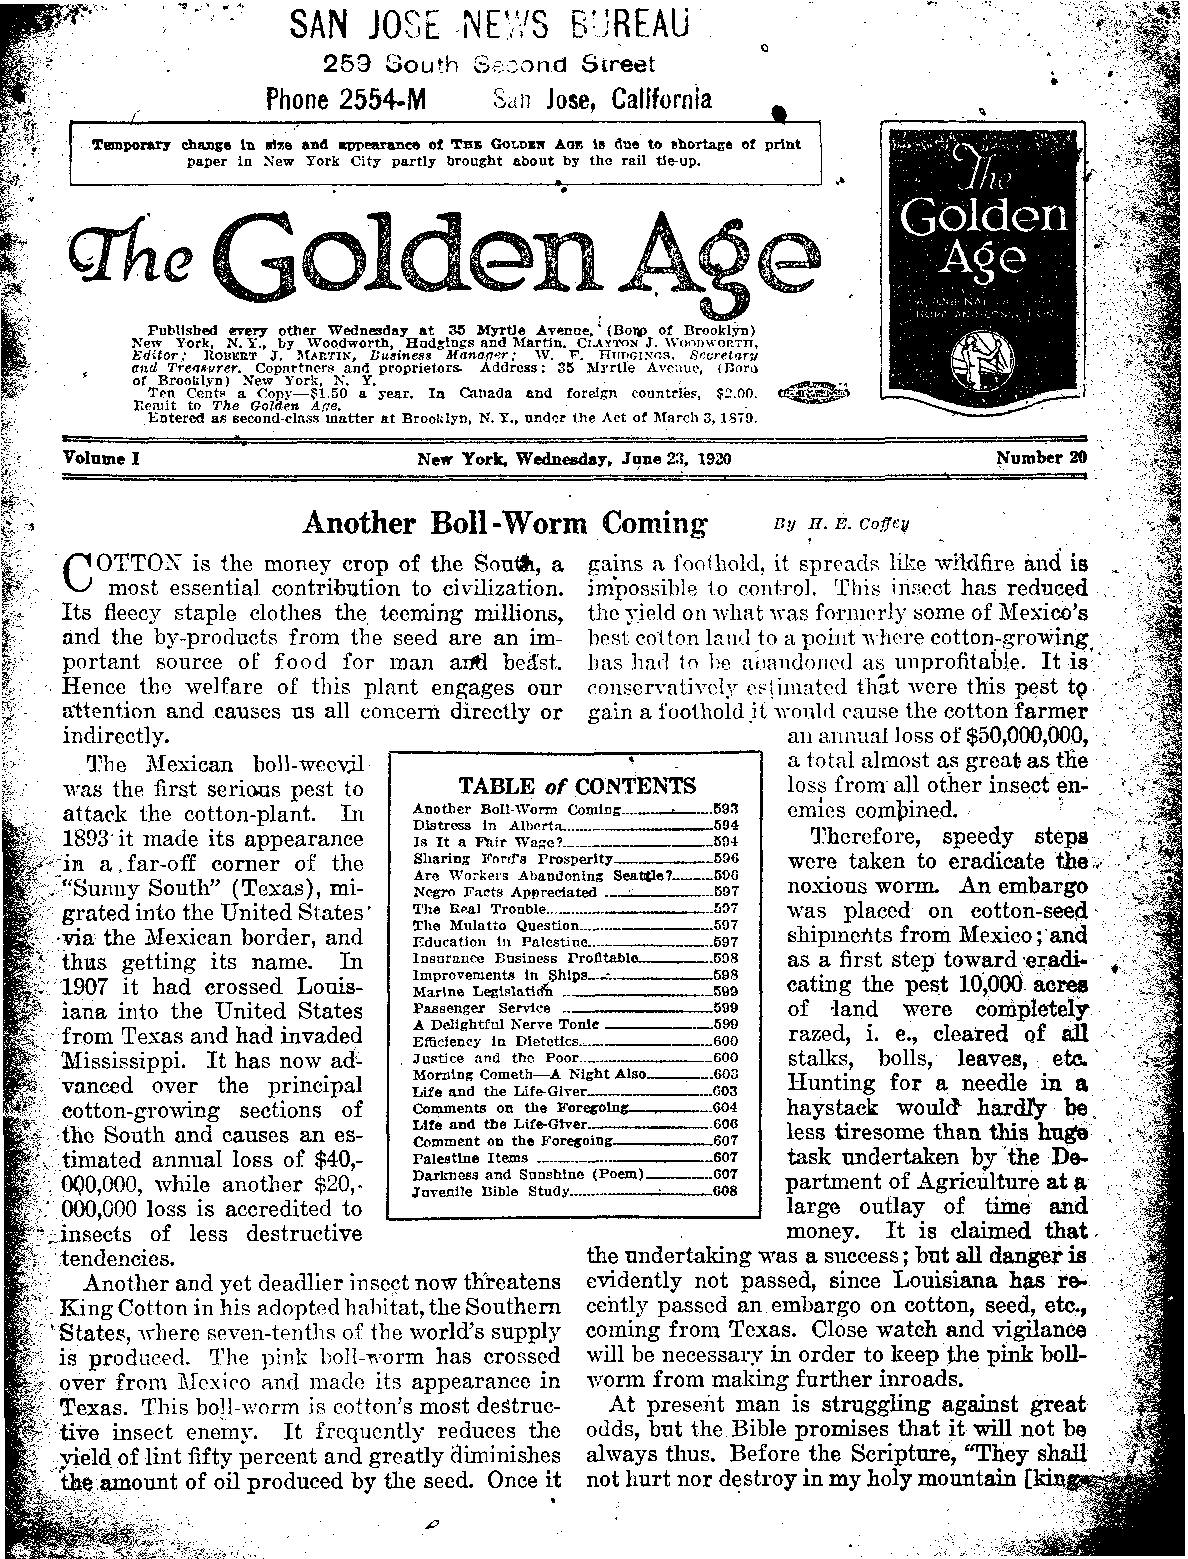 SAN JOSE NEWS BUREAU
259 South Second Street
Phone 2554-M San Jose, California
Temporary change in size and appearance of THE GOLDEN AGE is due to shortage of print
paper in New York City partly brought about by the rail tie-up.
The Golden Age
The
Golden
Age
Published every other Wednesday at 35 Myrtle Avenue, (Boro of Brooklyn)
New York, N. Y., by Woodworth, Hudgings and Martin. CLAYTON J. WOODWORTH,
Editor; ROBERT J. MARTIN, Business Manager; W. F. HUDGINGS, Secretary
and Treasurer. Copartners and proprietors. Address: 35 Myrtle Avenue, (Boro
of Brooklyn) New York, N. Y.
Ten Cents a Copy—$1.50 a year. In Canada and foreign countries, $2.00.
Remit to The Golden Age.
Entered as second-class matter at Brooklyn, N. Y., under the Act of March 3, 1879.
Volume I New York, Wednesday, June 23, 1920 Number 20
Another Boll-Worm Coming By H. E. Coffey
COTTON is the money crop of the South, a
most essential contribution to civilization.
Its fleecy staple clothes the teeming millions,
and the by-products from the seed are an im-
portant source of food for man and beast.
Hence the welfare of this plant engages our
attention and causes us all concern directly or
indirectly.
The Mexican boll-weevil
was the first serious pest to
attack the cotton-plant. In
1893 it made its appearance
in a far-off corner of the
"Sunny South" (Texas), mi-
grated into the United States
via the Mexican border, and
thus getting its name. In
1907 it had crossed Louis-
iana into the United States
from Texas and had invaded
Mississippi. It has now ad-
vanced over the principal
cotton-growing sections of
the South and causes an es-
timated annual loss of $40,-
000,000, while another $20,-
000,000 loss is accredited to
insects of less destructive
tendencies.
Another and yet deadlier insect now threatens
King Cotton in his adopted habitat, the Southern
States, where seven-tenths of the world's supply
is produced. The pink boll-worm has crossed
over from Mexico and made its appearance in
Texas. This boll-worm is cotton's most destruc-
tive insect enemy. It frequently reduces the
yield of lint fifty percent and greatly diminishes
the amount of oil produced by the seed. Once it
TABLE of CONTENTS
Another Boll-Worm Coming 593
Distress in Alberta 594
Is It a Fair Wage? 594
Sharing Ford's Prosperity 596
Are Workers Abandoning Seattle? 596
Negro Facts Appreciated 597
The Real Trouble 597
The Mulatto Question 597
Education in Palestine 597
Insurance Business Profitable 598
Improvements in Ships 598
Marine Legislation 599
Passenger Service 599
A Delightful Nerve Tonic 599
Efficiency in Dietetics 600
Justice and the Poor 600
Morning Cometh—A Night Also 603
Life and the Life-Giver 603
Comments on the Foregoing 604
Life and the Life-Giver 606
Comment on the Foregoing 607
Palestine Items 607
Darkness and Sunshine (Poem) 607
Juvenile Bible Study 608
gains a foothold, it spreads like wildfire and is
impossible to control. This insect has reduced
the yield on what was formerly some of Mexico's
best cotton land to a point where cotton-growing
has had to be abandoned as unprofitable. It is
conservatively estimated that were this pest to
gain a foothold it would cause the cotton farmer
an annual loss of $50,000,000,
a total almost as great as the
loss from all other insect en-
emies combined.
Therefore, speedy steps
were taken to eradicate the
noxious worm. An embargo
was placed on cotton-seed
shipments from Mexico; and
as a first step toward eradi-
cating the pest 10,000 acres
of land were completely
razed, i. e., cleared of all
stalks, bolls, leaves, etc.
Hunting for a needle in a
haystack would hardly be
less tiresome than this huge
task undertaken by the De-
partment of Agriculture at a
large outlay of time and
money. It is claimed that
the undertaking was a success; but all danger is
evidently not passed, since Louisiana has re-
cently passed an embargo on cotton, seed, etc.,
coming from Texas. Close watch and vigilance
will be necessary in order to keep the pink boll-
worm from making further inroads.
At present man is struggling against great
odds, but the Bible promises that it will not be
always thus. Before the Scripture, "They shall
not hurt nor destroy in my holy mountain [king-